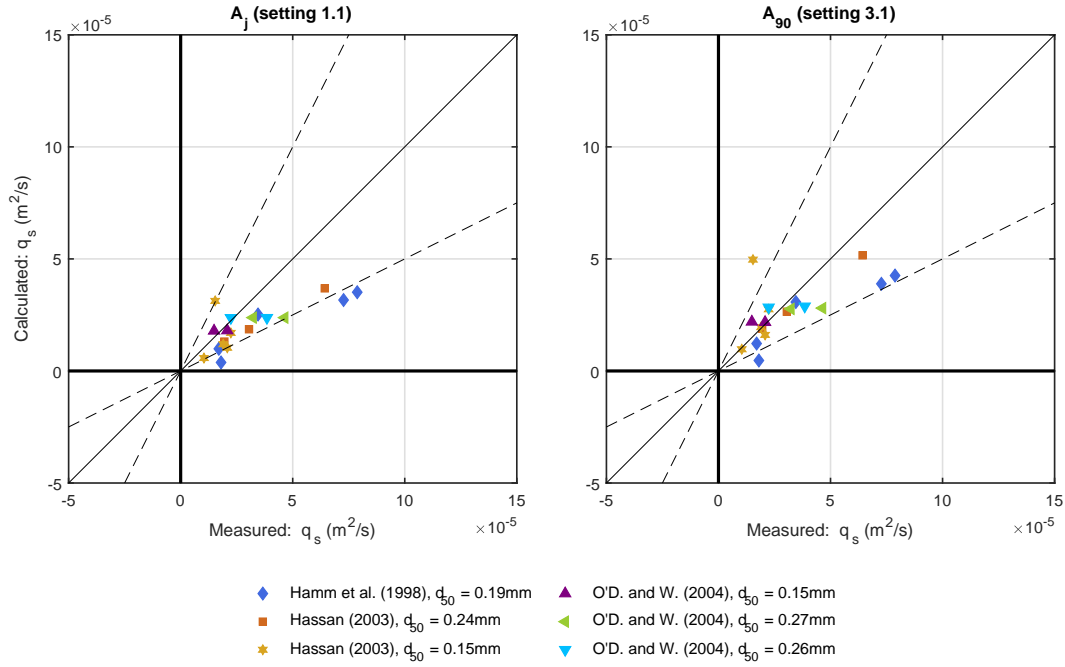 A_j (setting 1.1)
×10^-5
15
10
5
0
-5
Calculated: q_s (m^2/s)
-5 0 5 10 15
×10^-5
Measured: q_s (m^2/s)
A_90 (setting 3.1)
×10^-5
15
10
5
0
-5
-5 0 5 10 15
×10^-5
Measured: q_s (m^2/s)
Hamm et al. (1998), d_50 = 0.19mm
Hassan (2003), d_50 = 0.24mm
Hassan (2003), d_50 = 0.15mm
O'D. and W. (2004), d_50 = 0.15mm
O'D. and W. (2004), d_50 = 0.27mm
O'D. and W. (2004), d_50 = 0.26mm